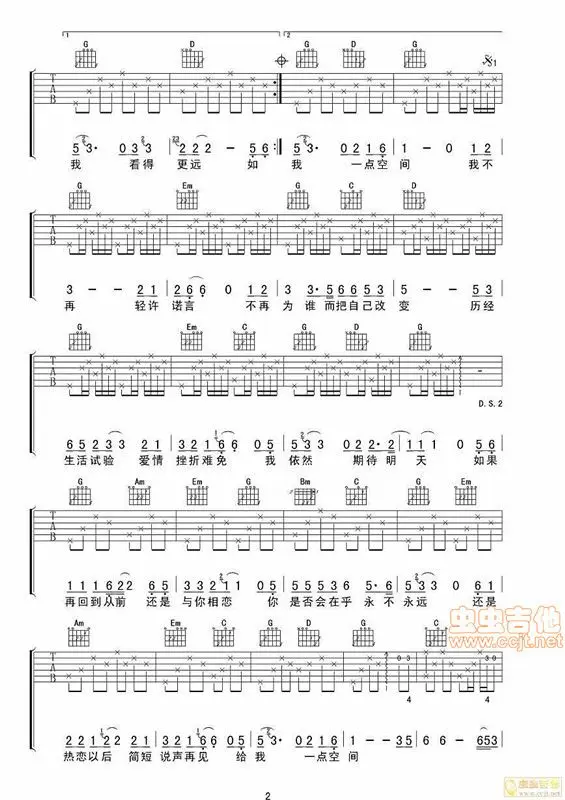 1 2
G D G D G 𝄋1
T A B
5 3· 0 3 3 2 2 2 - 5 6 5 3· 0 2 1 6 1 - 0 1 2
我 看得 更远 如 我 一点空 间 我不
G Em G C D
3 - - 2 1 2 6 6 0 1 2 3 3·5 6 6 5 3 5 - 5 3
再 轻许 诺言 不再 为 谁而把自己改 变 历经
G Em C G D G
D.S.2
6 5 2 3 3 2 1 3 2 1 6 6 0 5 5 3 3 0 2 2·2 1 1 1 0 5 6
生活试验 爱情 挫折难免 我 依然 期待明 天 如果
G Am Em G Bm C G Em
T A B
1 1 1 6 2 2 6 5 3 3 2 1 1 0 5 5 5 5 3 6 5·6 5 3 3 0 6 1
再回到从前 还是 与你相恋 你 是否会在乎 永不 永远 还是
虫虫吉他
www.ccjt.net
Am Em C G D G C
T A B
0 3 3 0
4 4
2 2 1 2 2 2 1 2 2 1 6 6 0 5 5 3· 0 2 1 6 1 - - 3 5 6 6 - 6 5 3
热恋以后 简短 说声再见 给 我 一点空 间
2
虫虫吉他
www.ccjt.net